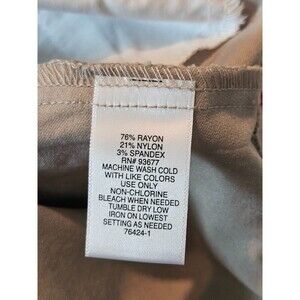 76% RAYON
21% NYLON
3% SPANDEX
RN# 93677
MACHINE WASH COLD
WITH LIKE COLORS
USE ONLY
NON-CHLORINE
BLEACH WHEN NEEDED
TUMBLE DRY LOW
IRON ON LOWEST
SETTING AS NEEDED
76424-1